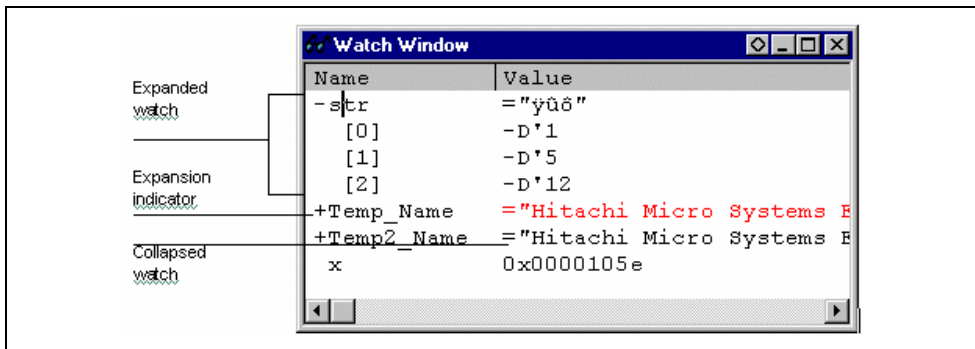 Watch Window
Name Value
Expanded
watch
-str ="ÿûô"
[0] -D'1
[1] -D'5
[2] -D'12
Expansion
indicator
+Temp_Name ="Hitachi Micro Systems E
+Temp2_Name ="Hitachi Micro Systems E
Collapsed
watch
x 0x0000105e